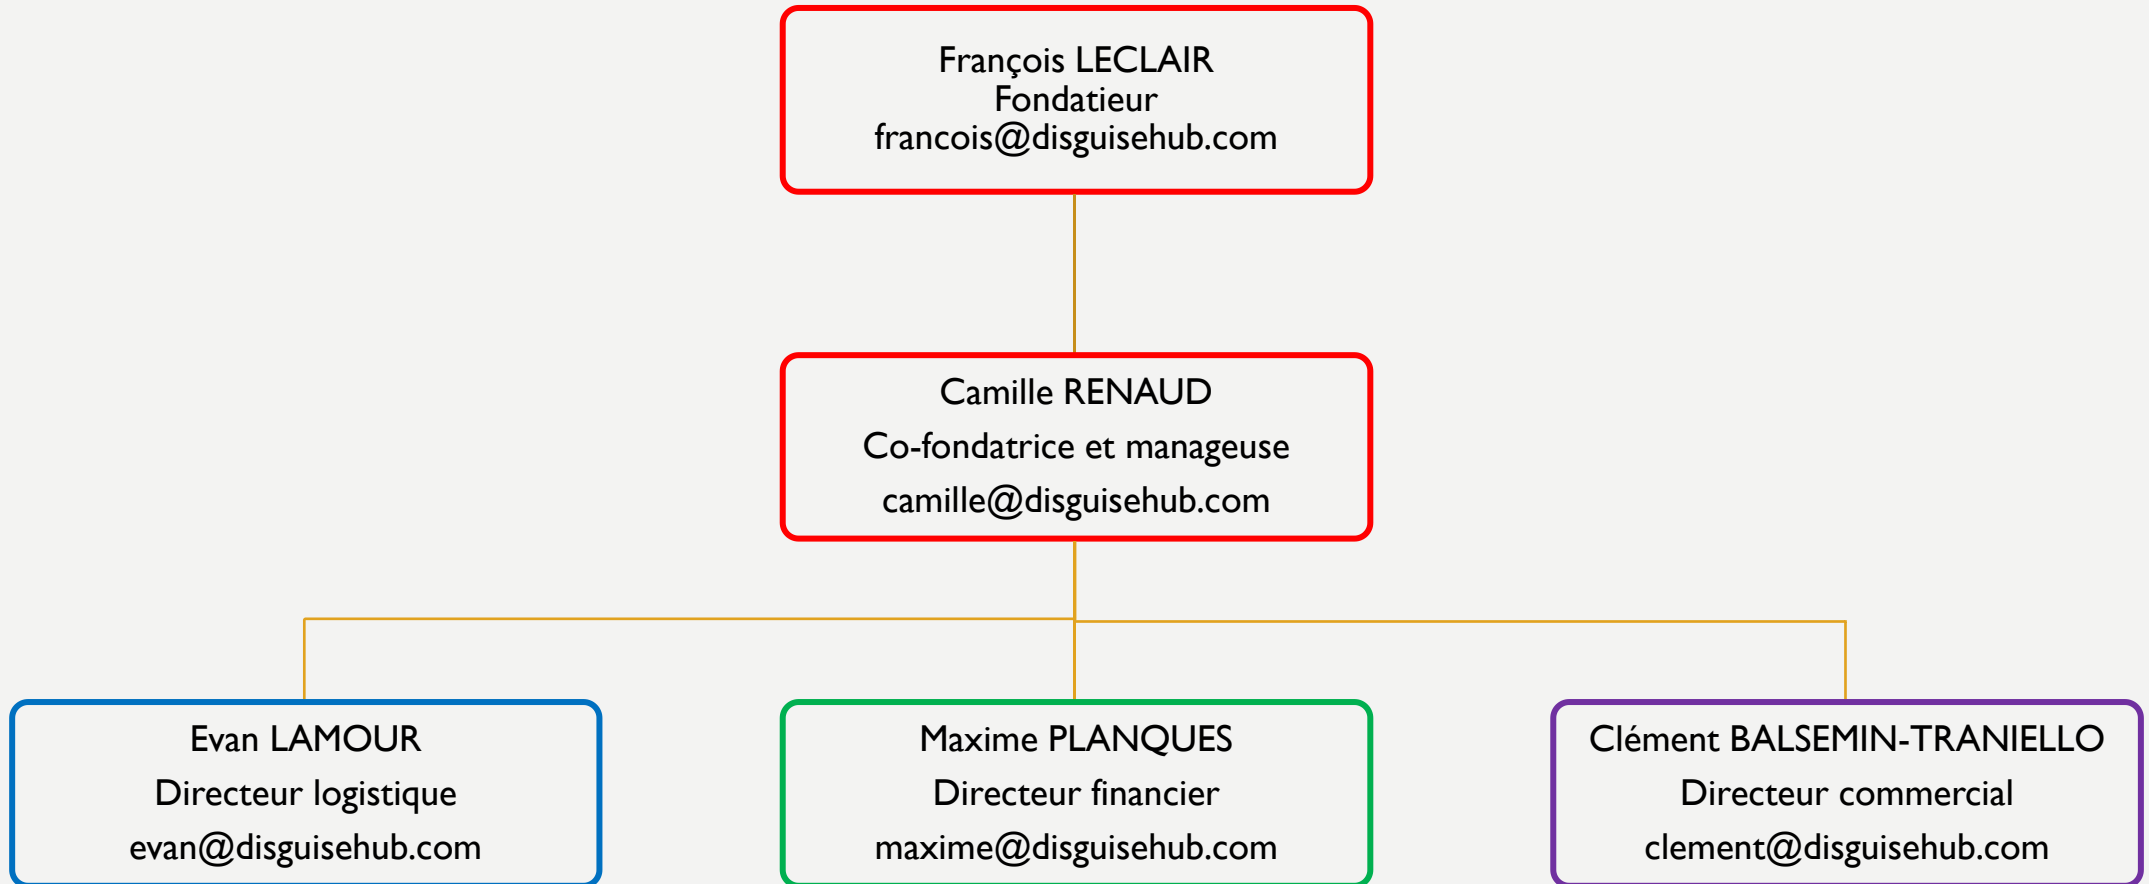 François LECLAIR
Fondatieur
francois@disguisehub.com
Camille RENAUD
Co-fondatrice et manageuse
camille@disguisehub.com
Evan LAMOUR
Directeur logistique
evan@disguisehub.com
Maxime PLANQUES
Directeur financier
maxime@disguisehub.com
Clément BALSEMIN-TRANIELLO
Directeur commercial
clement@disguisehub.com